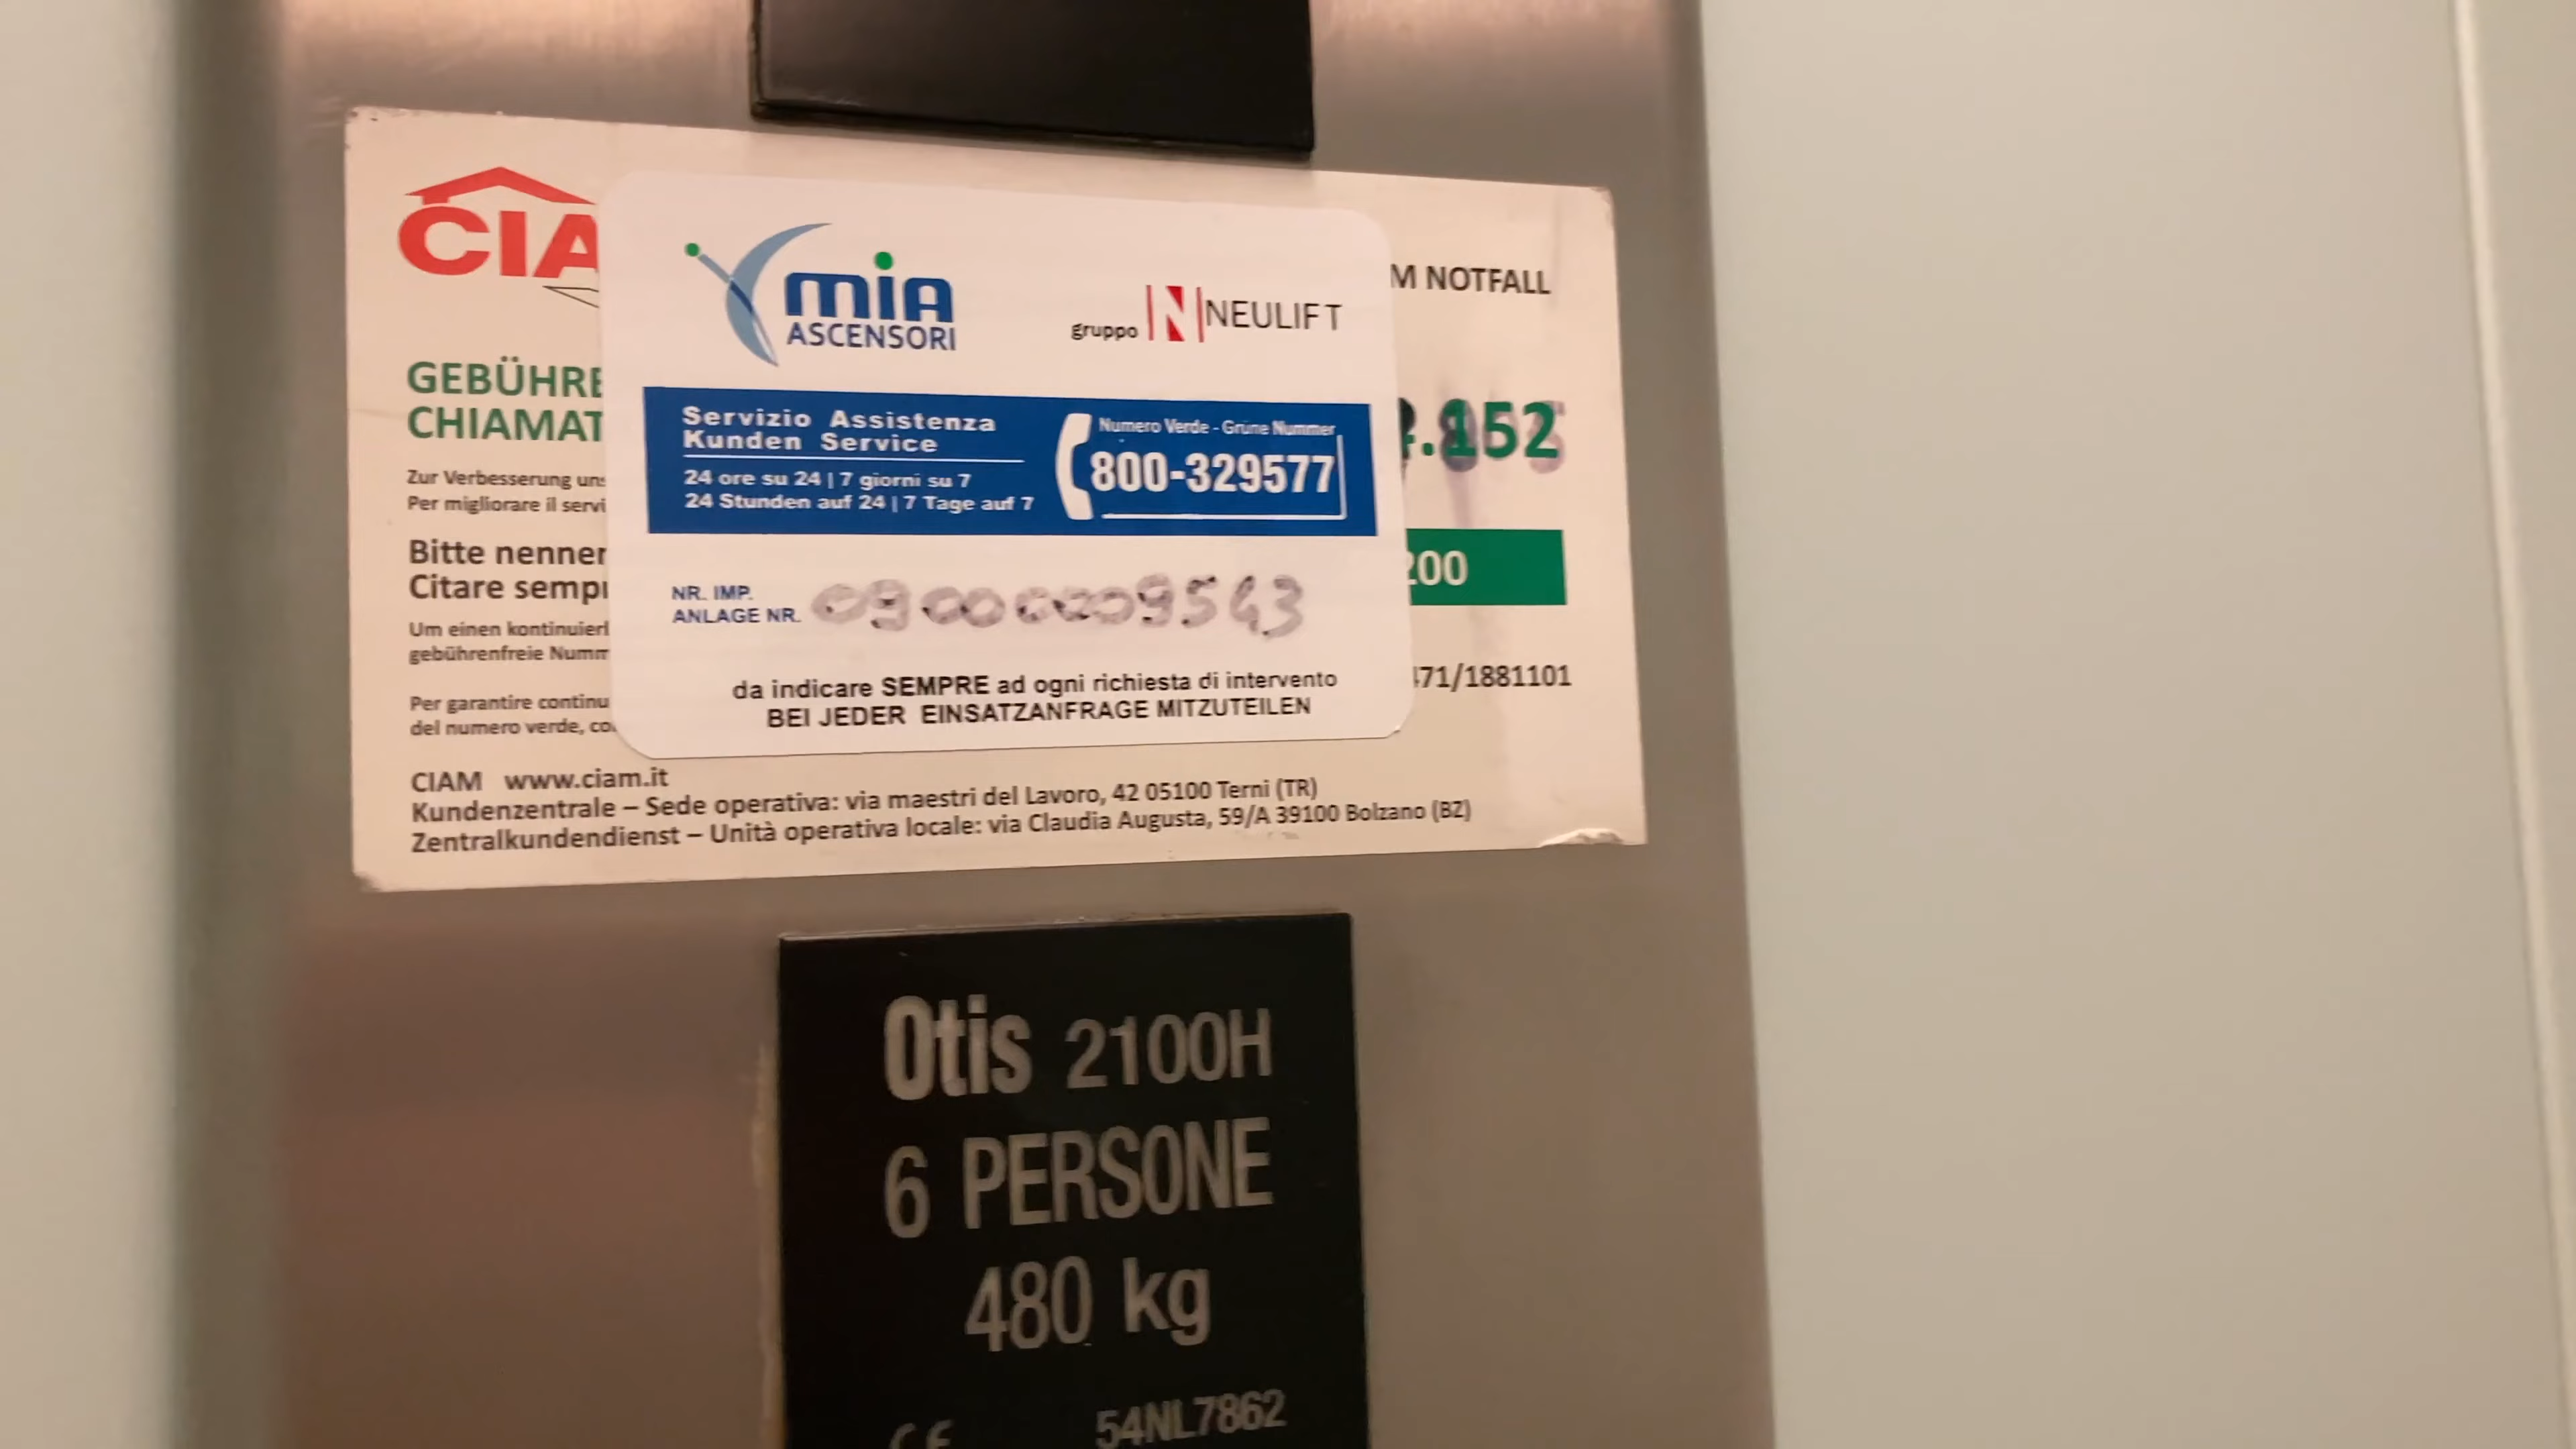 CIA
M NOTFALL
mia
ASCENSORI
gruppo NEULIFT
GEBÜHRE
CHIAMAT
.152
Servizio Assistenza
Kunden Service
24 ore su 24 | 7 giorni su 7
24 Stunden auf 24 | 7 Tage auf 7
Numero Verde - Grüne Nummer
800-329577
Zur Verbesserung uns
Per migliorare il servi
Bitte nennen
Citare sempr
200
NR. IMP.
ANLAGE NR.
Um einen kontinuierl
gebührenfreie Numm
471/1881101
Per garantire continu
del numero verde, co
da indicare SEMPRE ad ogni richiesta di intervento
BEI JEDER EINSATZANFRAGE MITZUTEILEN
CIAM www.ciam.it
Kundenzentrale – Sede operativa: via maestri del Lavoro, 42 05100 Terni (TR)
Zentralkundendienst – Unità operativa locale: via Claudia Augusta, 59/A 39100 Bolzano (BZ)
Otis 2100H
6 PERSONE
480 kg
CE 54NL7862